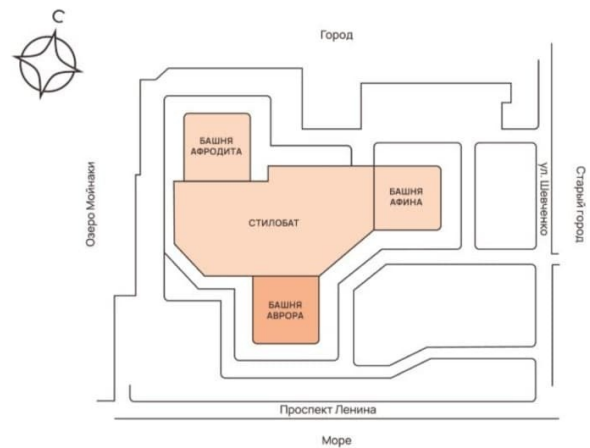 С
Город
БАШНЯ
АФРОДИТА
Озеро Мойнаки
СТИЛОБАТ
БАШНЯ
АФИНА
ул. Шевченко
Старый город
БАШНЯ
АВРОРА
Проспект Ленина
Море